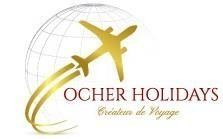 OCHER HOLIDAYS
Créateur de Voyage